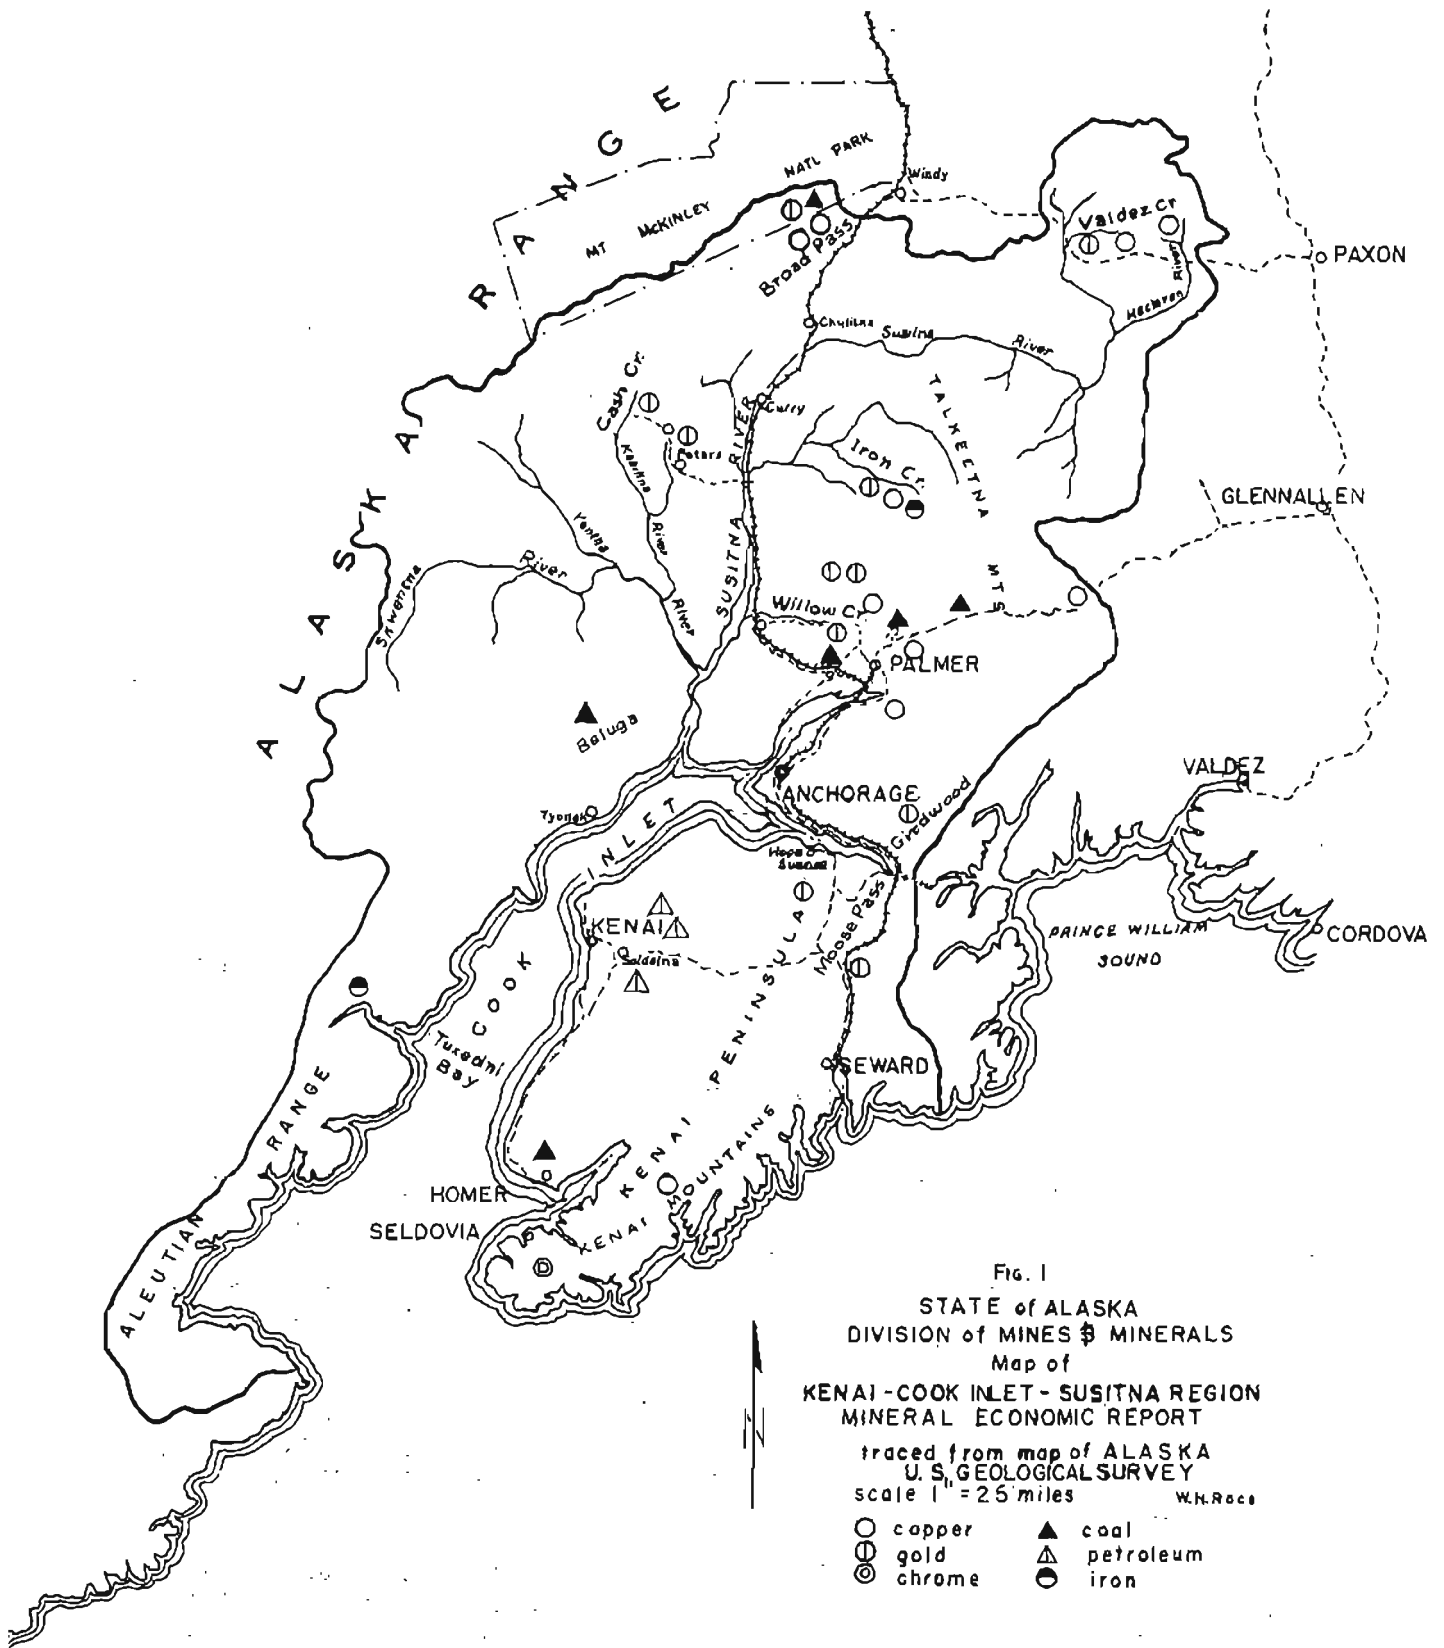 ALASKA RANGE
MT McKINLEY NATL PARK
Windy
Valdez Cr
Broad Pass
River
Maclaren
PAXON
Chulitna
Susitna River
Cash Cr.
Curry
TALKEETNA MTS
Peters
Kahiltna River
Iron Cr.
GLENNALLEN
Yentna River
Skwentna River
SUSITNA RIVER
Willow Cr
PALMER
Beluga
VALDEZ
ANCHORAGE
Girdwood
Tyonek
COOK INLET
Hope &
Sunrise
Moose Pass
KENAI
Soldotna
PRINCE WILLIAM
SOUND
CORDOVA
Tuxedni
Bay
KENAI PENINSULA
SEWARD
ALEUTIAN RANGE
HOMER
SELDOVIA
KENAI MOUNTAINS
FIG. 1
STATE of ALASKA
DIVISION of MINES & MINERALS
Map of
KENAI-COOK INLET-SUSITNA REGION
MINERAL ECONOMIC REPORT
traced from map of ALASKA
U.S. GEOLOGICAL SURVEY
scale 1" = 25 miles
W.H. Race
N
copper
coal
gold
petroleum
chrome
iron